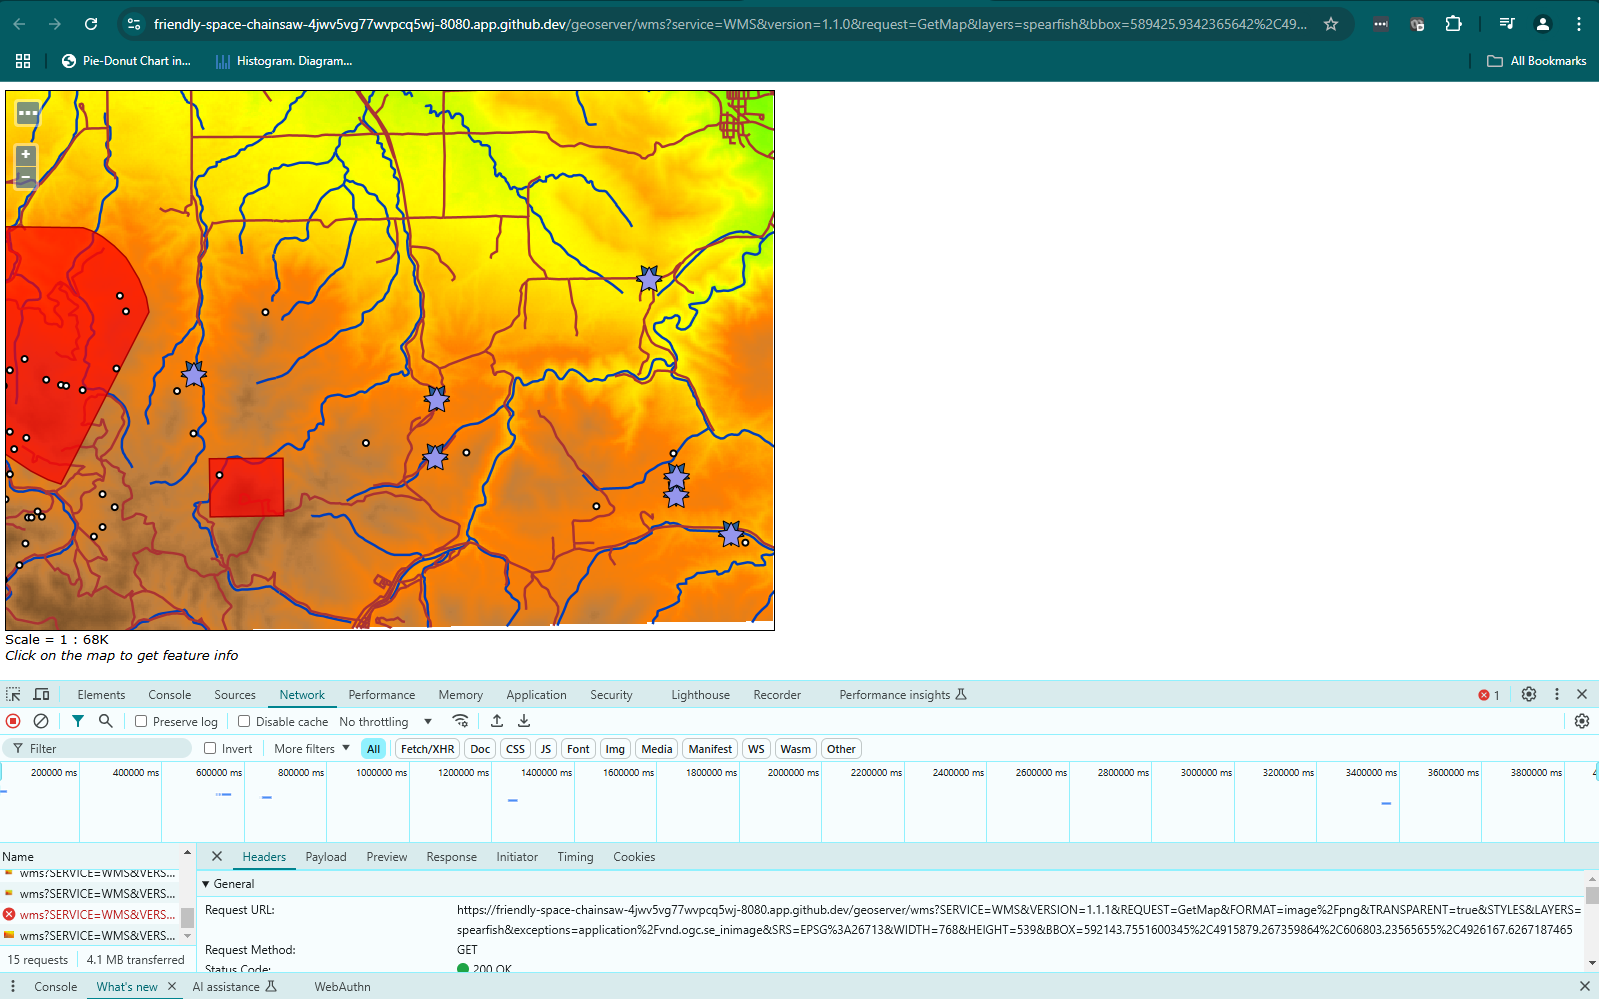 friendly-space-chainsaw-4jwv5vg77wvpcq5wj-8080.app.github.dev/geoserver/wms?service=WMS&version=1.1.0&request=GetMap&layers=spearfish&bbox=589425.9342365642%2C49...
Pie-Donut Chart in...
Histogram. Diagram...
All Bookmarks
+
−
Scale = 1 : 68K
Click on the map to get feature info
Elements Console Sources Network Performance Memory Application Security Lighthouse Recorder Performance insights 1
Preserve log Disable cache No throttling
Filter Invert More filters All Fetch/XHR Doc CSS JS Font Img Media Manifest WS Wasm Other
200000 ms 400000 ms 600000 ms 800000 ms 1000000 ms 1200000 ms 1400000 ms 1600000 ms 1800000 ms 2000000 ms 2200000 ms 2400000 ms 2600000 ms 2800000 ms 3000000 ms 3200000 ms 3400000 ms 3600000 ms 3800000 ms
Name Headers Payload Preview Response Initiator Timing Cookies
wms?SERVICE=WMS&VERS...
wms?SERVICE=WMS&VERS...
wms?SERVICE=WMS&VERS...
wms?SERVICE=WMS&VERS...
General
Request URL: https://friendly-space-chainsaw-4jwv5vg77wvpcq5wj-8080.app.github.dev/geoserver/wms?SERVICE=WMS&VERSION=1.1.1&REQUEST=GetMap&FORMAT=image%2Fpng&TRANSPARENT=true&STYLES&LAYERS=
spearfish&exceptions=application%2Fvnd.ogc.se_inimage&SRS=EPSG%3A26713&WIDTH=768&HEIGHT=539&BBOX=592143.7551600345%2C4915879.267359864%2C606803.23565655%2C4926167.6267187465
Request Method: GET
Status Code: 200 OK
15 requests 4.1 MB transferred
Console What's new AI assistance WebAuthn